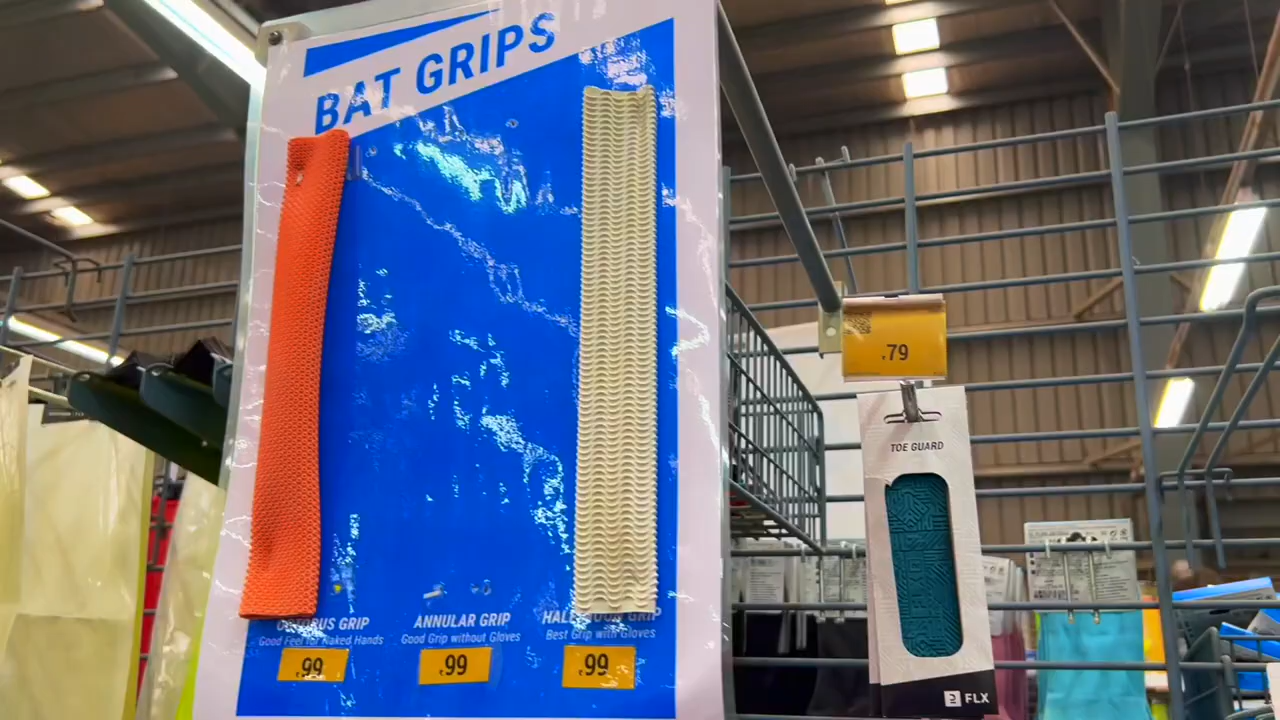 BAT GRIPS
GRIP
Good Feel for Naked Hands
₹99
ANNULAR GRIP
Good Grip without Gloves
₹99
GRIP
Best Grip with Gloves
₹99
₹79
TOE GUARD
FLX